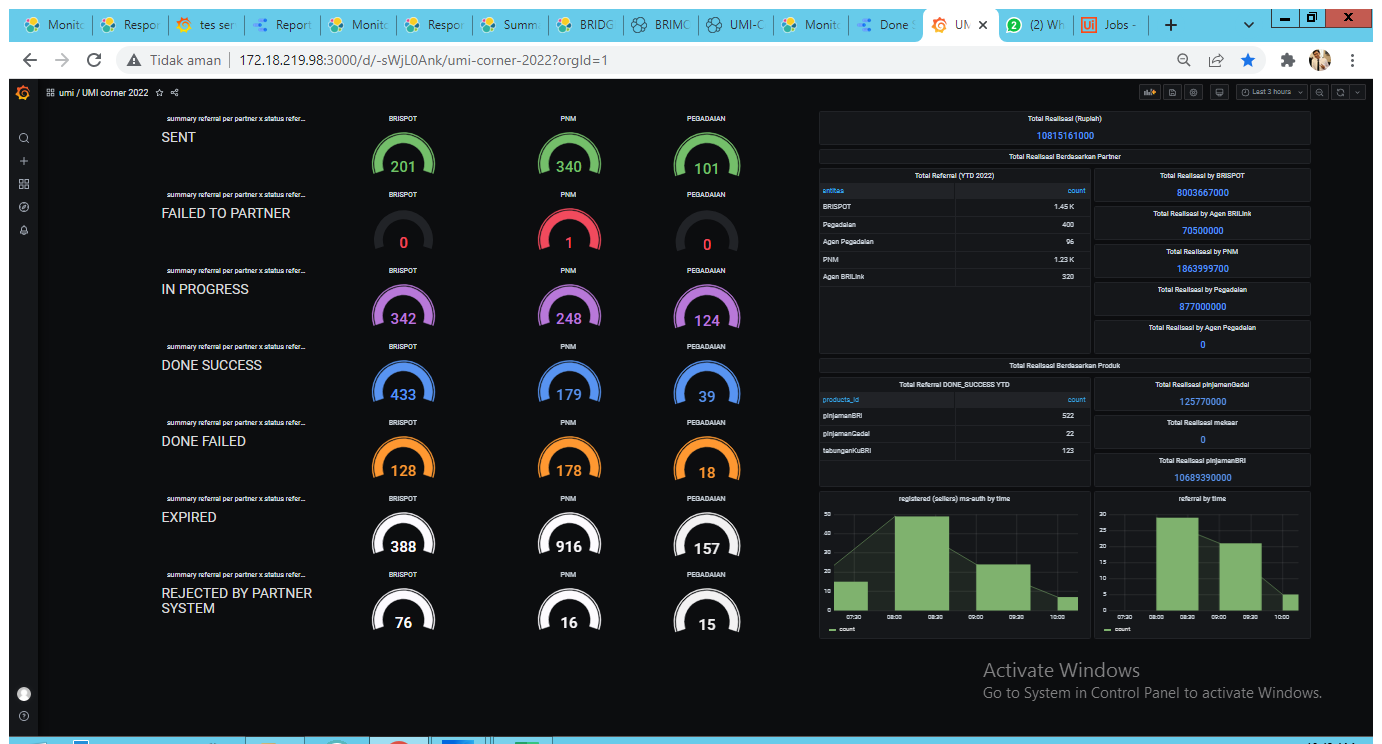 Monito
Respor
tes ser
Report
Monito
Respor
Summa
BRIDG
BRIMC
UMI-C
Monito
Done S
UM
(2) Wh
Jobs -
Tidak aman
172.18.219.98:3000/d/-sWjL0Ank/umi-corner-2022?orgId=1
umi / UMI corner 2022
Last 3 hours
summary referral per partner x status refer...
BRISPOT
PNM
PEGADAIAN
SENT
201
340
101
summary referral per partner x status refer...
BRISPOT
PNM
PEGADAIAN
FAILED TO PARTNER
0
1
0
summary referral per partner x status refer...
BRISPOT
PNM
PEGADAIAN
IN PROGRESS
342
248
124
summary referral per partner x status refer...
BRISPOT
PNM
PEGADAIAN
DONE SUCCESS
433
179
39
summary referral per partner x status refer...
BRISPOT
PNM
PEGADAIAN
DONE FAILED
128
178
18
summary referral per partner x status refer...
BRISPOT
PNM
PEGADAIAN
EXPIRED
388
916
157
summary referral per partner x status refer...
BRISPOT
PNM
PEGADAIAN
REJECTED BY PARTNER
SYSTEM
76
16
15
Total Realisasi (Rupiah)
10815161000
Total Realisasi Berdasarkan Partner
Total Referral (YTD 2022)
entitas count
BRISPOT 1.45 K
Pegadaian 400
Agen Pegadaian 96
PNM 1.23 K
Agen BRILink 320
Total Realisasi by BRISPOT
8003667000
Total Realisasi by Agen BRILink
70500000
Total Realisasi by PNM
1863999700
Total Realisasi by Pegadaian
877000000
Total Realisasi by Agen Pegadaian
0
Total Realisasi Berdasarkan Produk
Total Referral DONE_SUCCESS YTD
products_id count
pinjamanBRI 522
pinjamanGadai 22
tabunganKuBRI 123
Total Realisasi pinjamanGadai
125770000
Total Realisasi mekaar
0
Total Realisasi pinjamanBRI
10689390000
registered (sellers) ms-auth by time
50
40
30
20
10
0
07:30 08:00 08:30 09:00 09:30 10:00
count
referral by time
30
25
20
15
10
5
0
07:30 08:00 08:30 09:00 09:30 10:00
count
Activate Windows
Go to System in Control Panel to activate Windows.